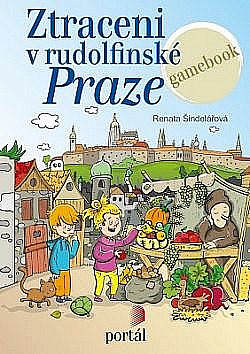 Ztraceni
v rudolfinské
Praze
gamebook
Renata Šindelářová
portál